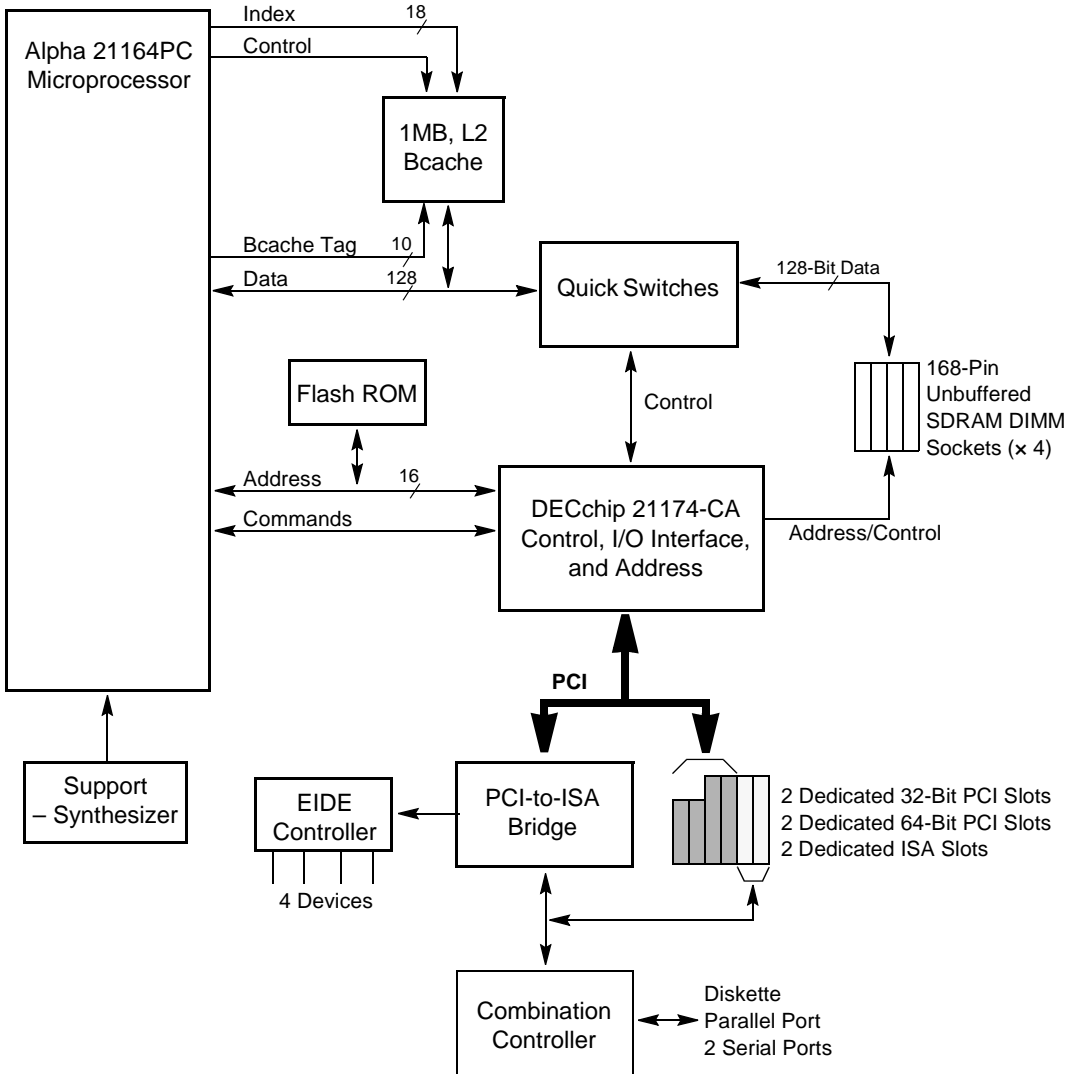 Index
18
Alpha 21164PC
Microprocessor
Control
1MB, L2
Bcache
Bcache Tag
10
Data
128
Quick Switches
128-Bit Data
Flash ROM
Control
168-Pin
Unbuffered
SDRAM DIMM
Sockets (× 4)
Address
16
Commands
DECchip 21174-CA
Control, I/O Interface,
and Address
Address/Control
PCI
Support
– Synthesizer
EIDE
Controller
4 Devices
PCI-to-ISA
Bridge
2 Dedicated 32-Bit PCI Slots
2 Dedicated 64-Bit PCI Slots
2 Dedicated ISA Slots
Combination
Controller
Diskette
Parallel Port
2 Serial Ports